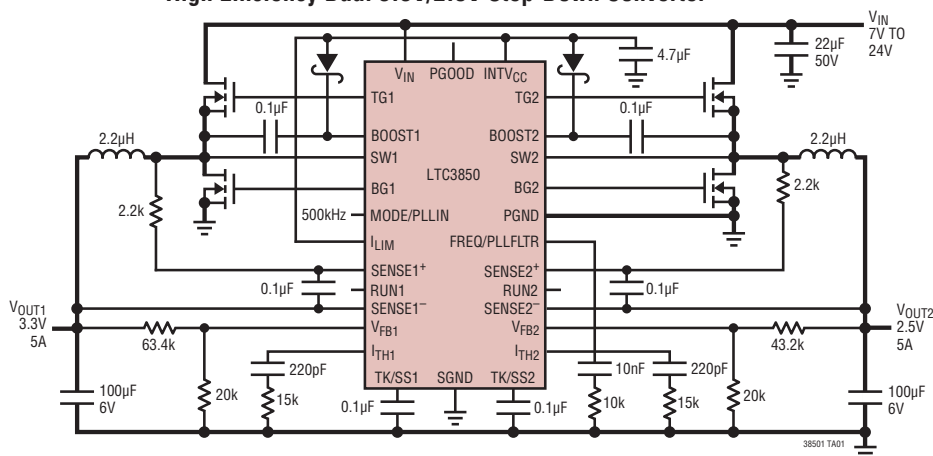 High Efficiency Dual 3.3V/2.5V Step-Down Converter
VIN
7V TO
24V
22µF
50V
4.7µF
VIN PGOOD INTVCC
TG1 TG2
0.1µF 0.1µF
2.2µH 2.2µH
BOOST1 BOOST2
SW1 SW2
LTC3850
BG1 BG2
2.2k 2.2k
500kHz MODE/PLLIN PGND
ILIM FREQ/PLLFLTR
SENSE1+ SENSE2+
0.1µF RUN1 RUN2 0.1µF
SENSE1– SENSE2–
VOUT1
3.3V
5A
VOUT2
2.5V
5A
VFB1 VFB2
63.4k 43.2k
ITH1 ITH2
220pF 10nF 220pF
TK/SS1 SGND TK/SS2
100µF
6V
20k 15k 0.1µF 0.1µF 10k 15k 20k
100µF
6V
38501 TA01